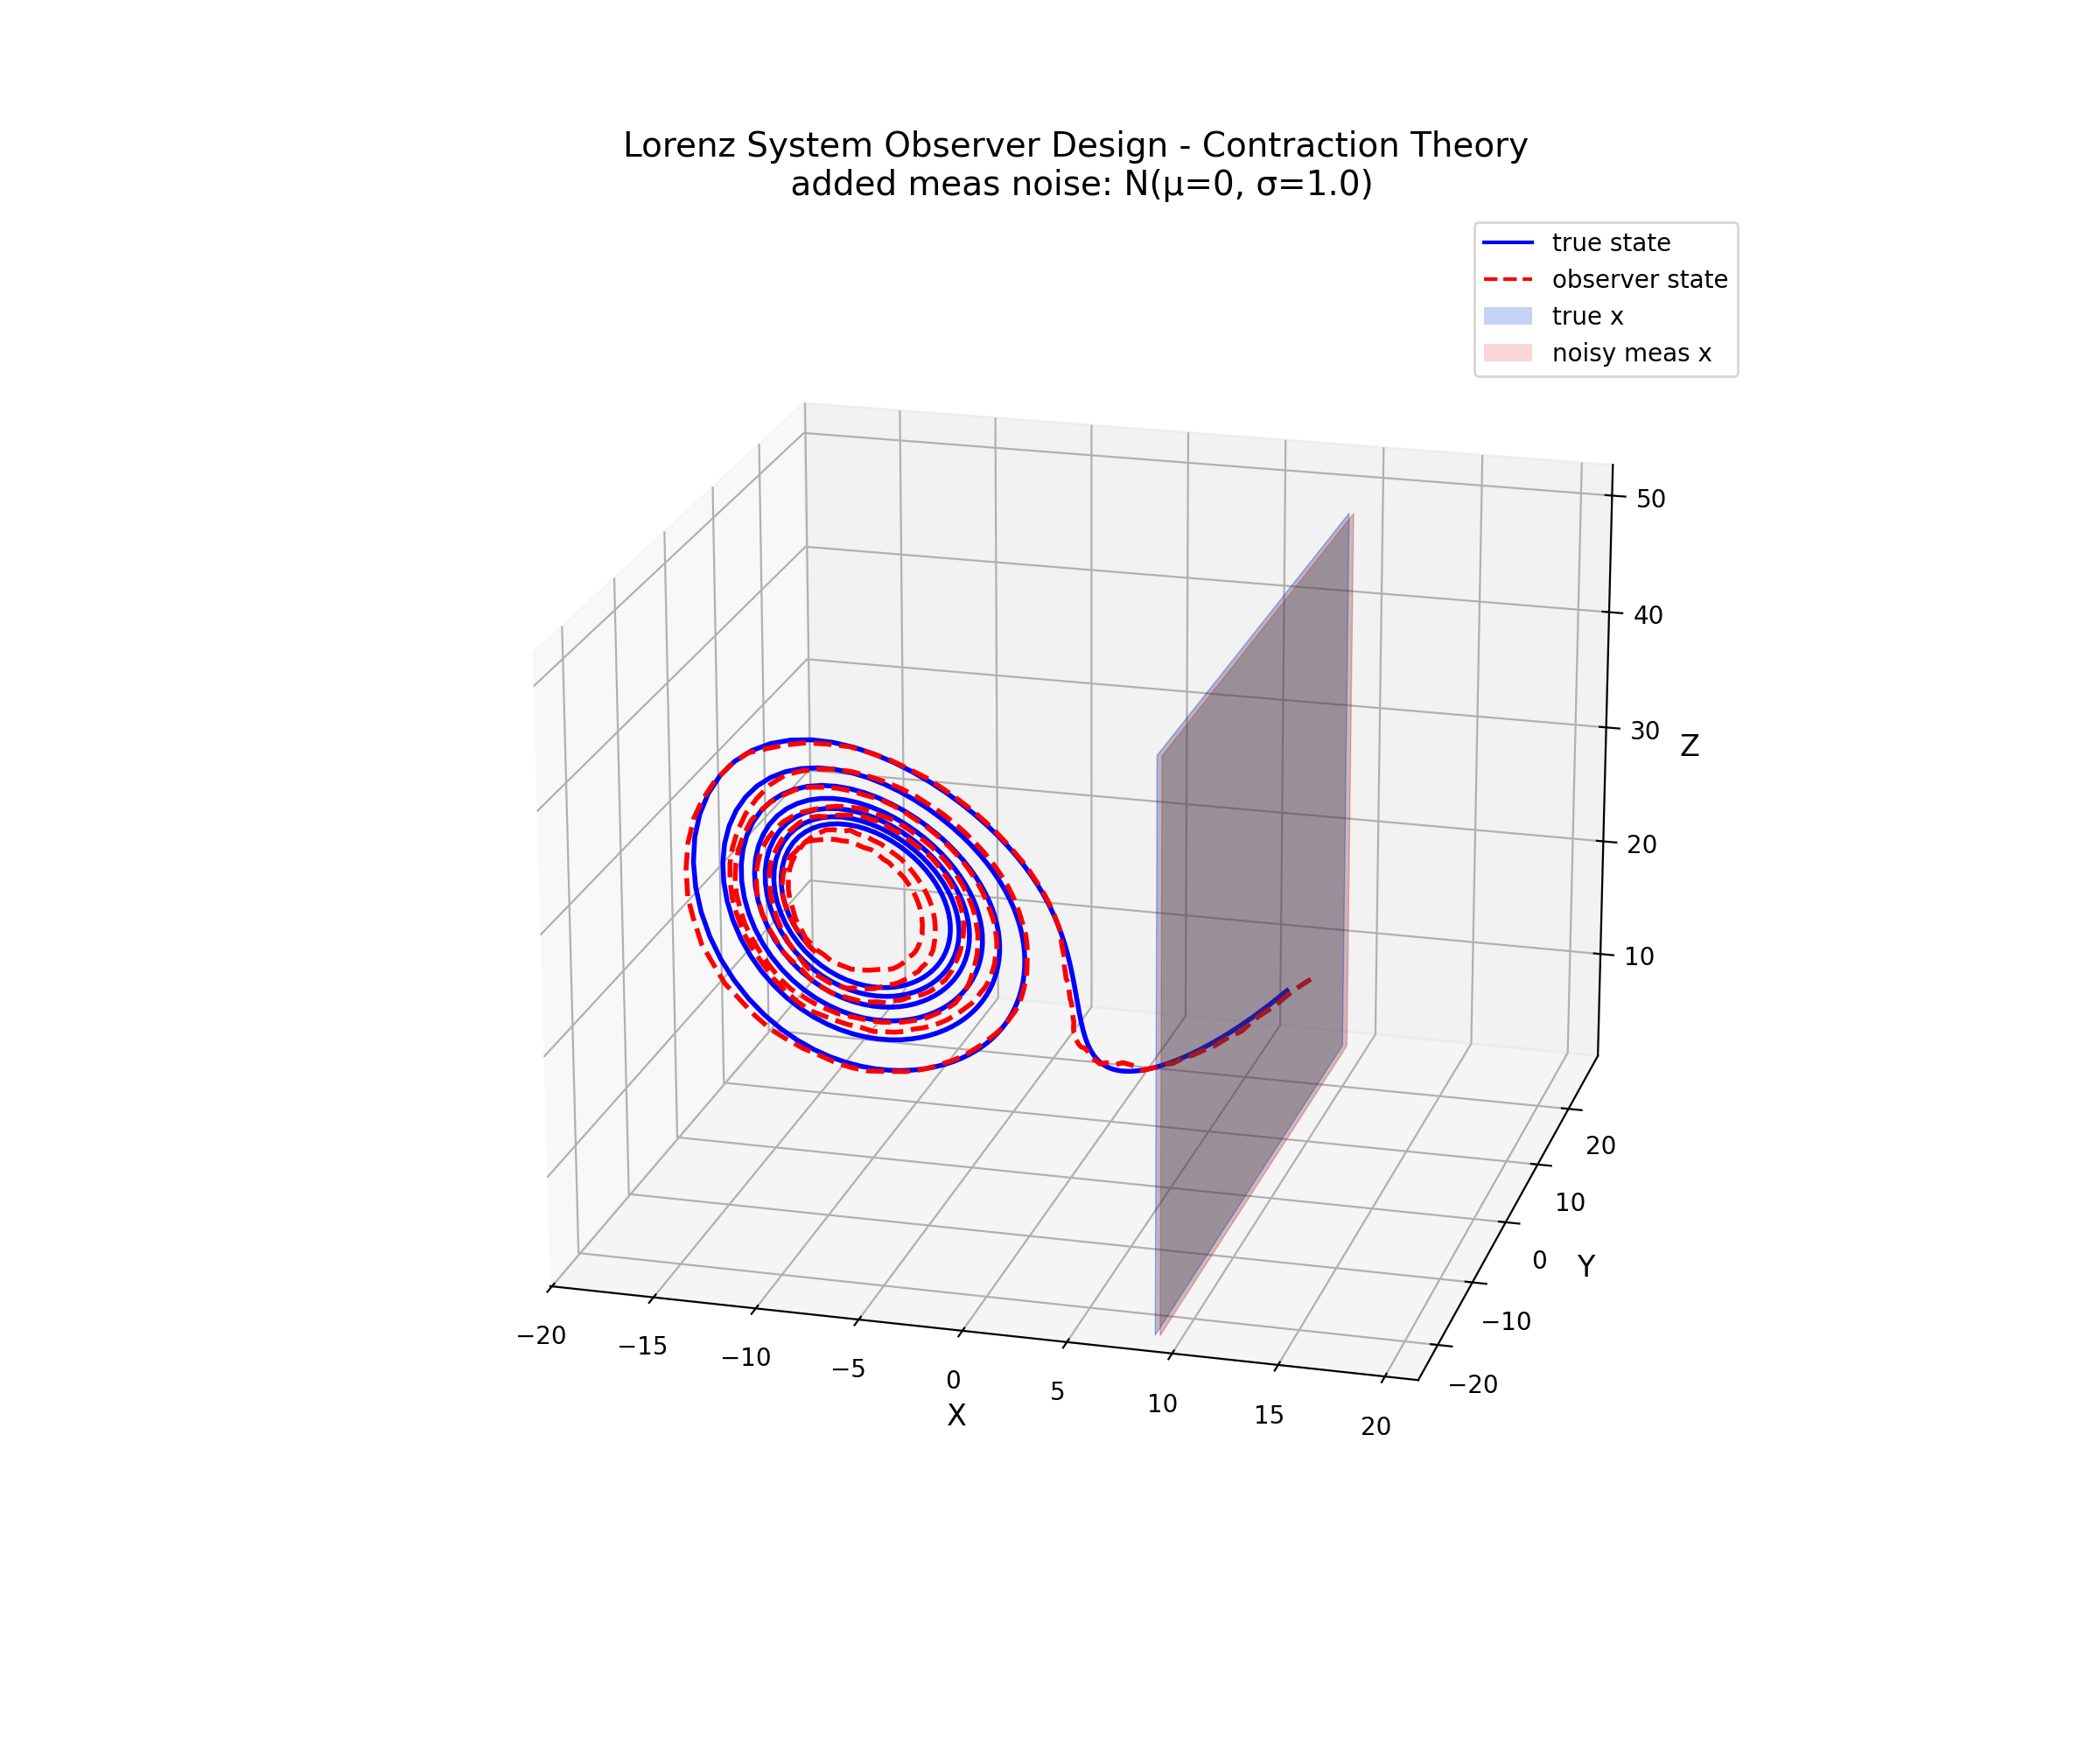 Lorenz System Observer Design - Contraction Theory
added meas noise: N(μ=0, σ=1.0)
true state
observer state
true x
noisy meas x
50
40
30
20
10
Z
20
10
0
−10
−20
Y
−20
−15
−10
−5
0
5
10
15
20
X